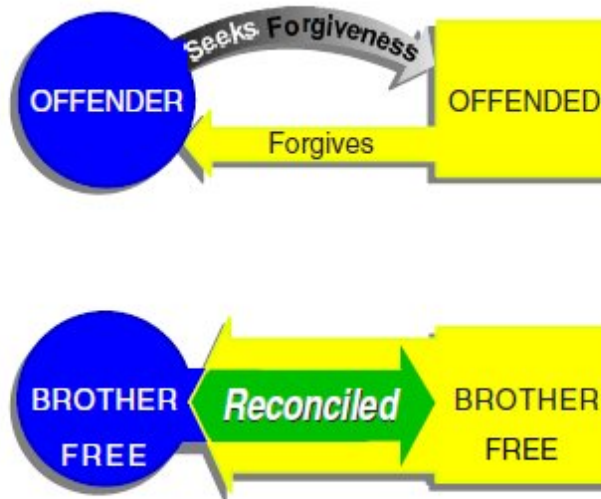 Seeks Forgiveness
OFFENDER
OFFENDED
Forgives
BROTHER
FREE
Reconciled
BROTHER
FREE